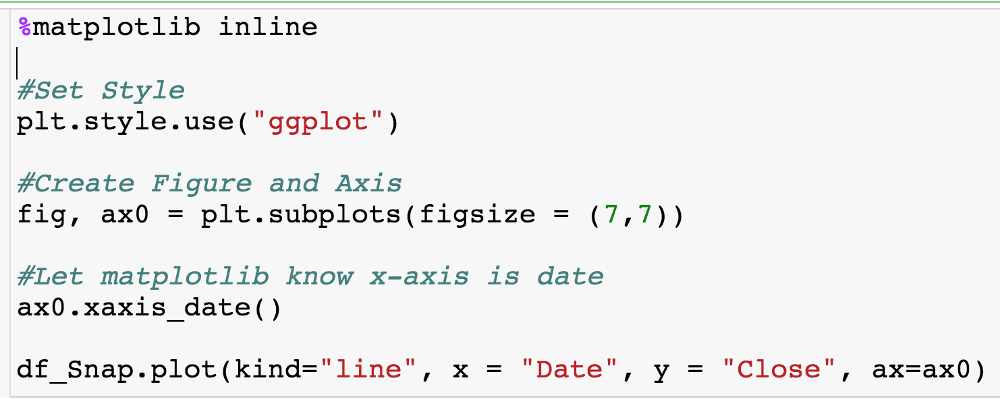 %matplotlib inline
#Set Style
plt.style.use("ggplot")
#Create Figure and Axis
fig, ax0 = plt.subplots(figsize = (7,7))
#Let matplotlib know x-axis is date
ax0.xaxis_date()
df_Snap.plot(kind="line", x = "Date", y = "Close", ax=ax0)